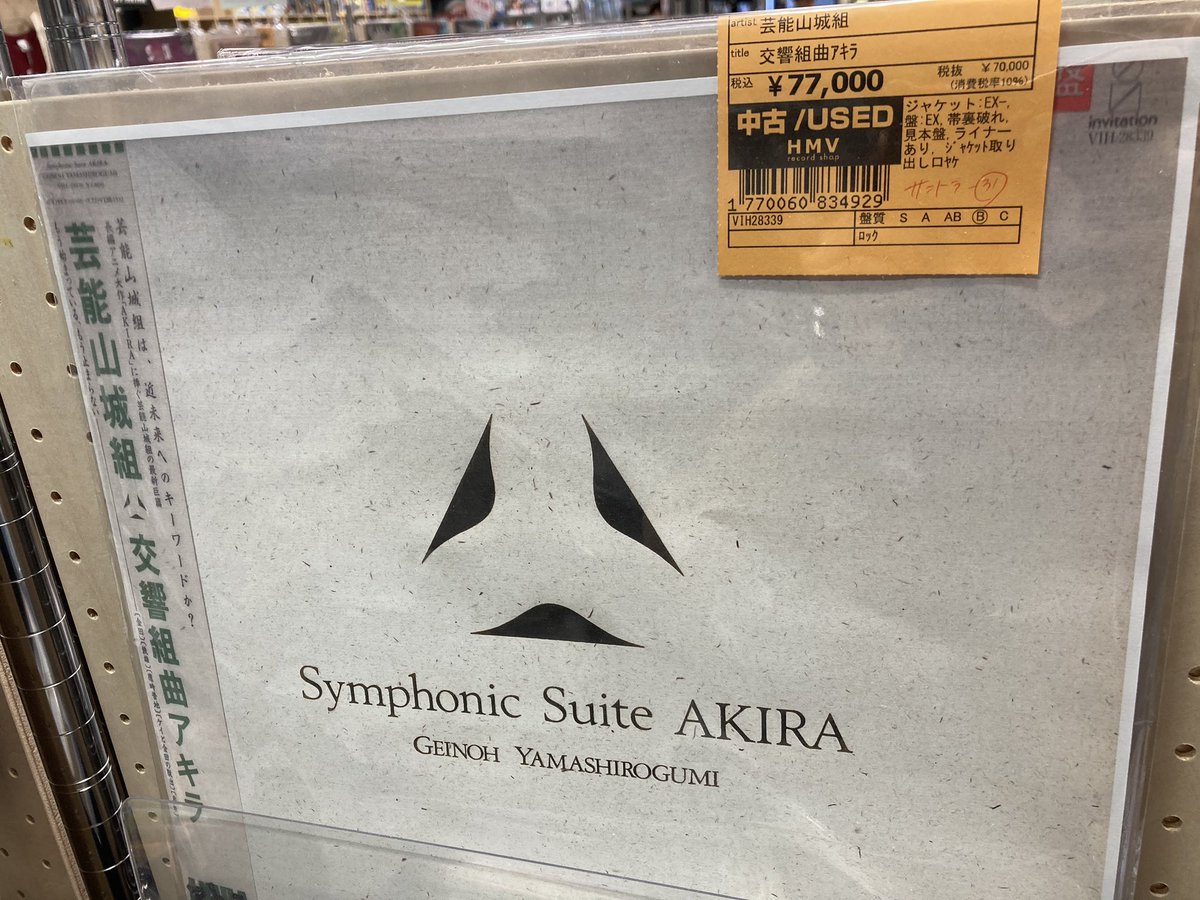 artist 芸能山城組
title 交響組曲ｱｷﾗ
税込 ¥77,000 税抜 ¥70,000
(消費税率10%)
中古/USED
HMV
record shop
ジャケット:EX-,
盤:EX, 帯裏破れ,
見本盤, ライナー
あり, ｼﾞｬｹｯﾄ取り
出し口ヤケ
サントラ 31
1 770060 834929
VIH28339
盤質 S A AB B C
ﾛｯｸ
invitation
VIH-28339
Symphonic Suite AKIRA
GEINOH YAMASHIROGUMI
芸能山城組は、近未来へのキーワードか?
芸能山城組 交響組曲アキラ
Symphonic Suite AKIRA
GEINOH YAMASHIROGUMI